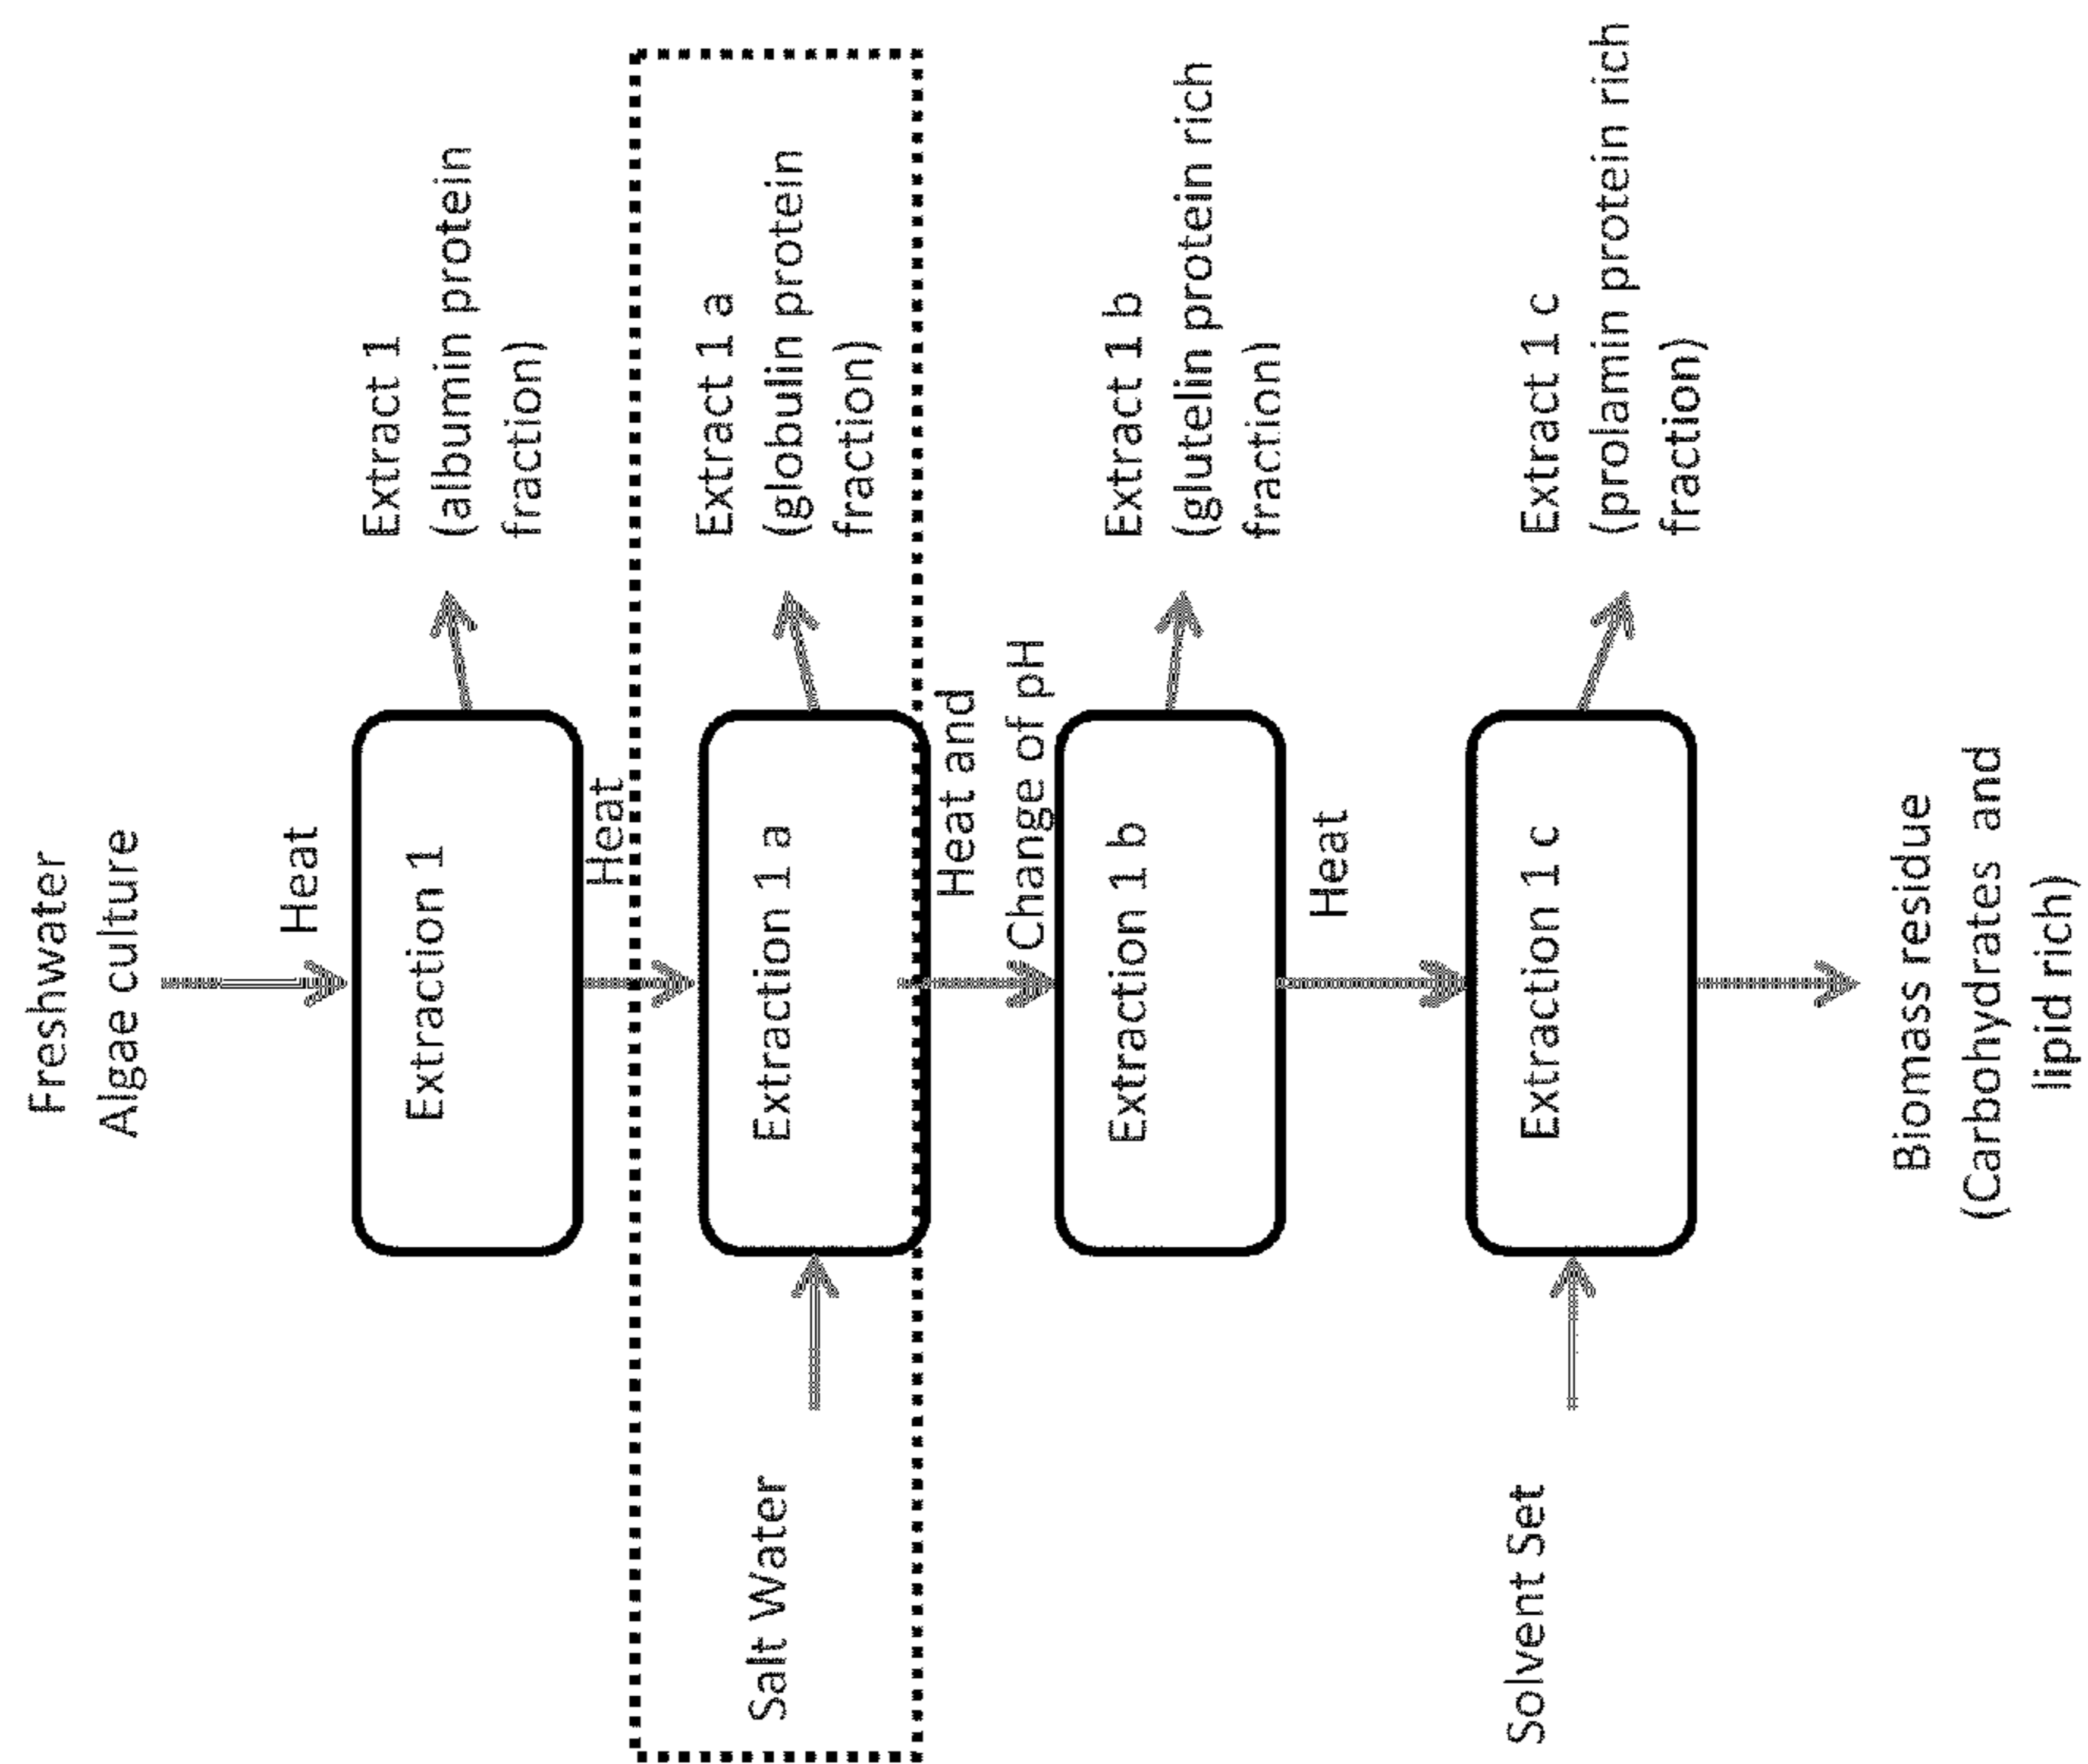 Freshwater
Algae culture
Heat
Extraction 1
Extract 1
(albumin protein
fraction)
Heat
Salt Water
Extraction 1 a
Extract 1 a
(globulin protein
fraction)
Heat and
Change of pH
Extraction 1 b
Extract 1 b
(glutelin protein rich
fraction)
Heat
Solvent Set
Extraction 1 c
Extract 1 c
(prolamin protein rich
fraction)
Biomass residue
(Carbohydrates and
lipid rich)